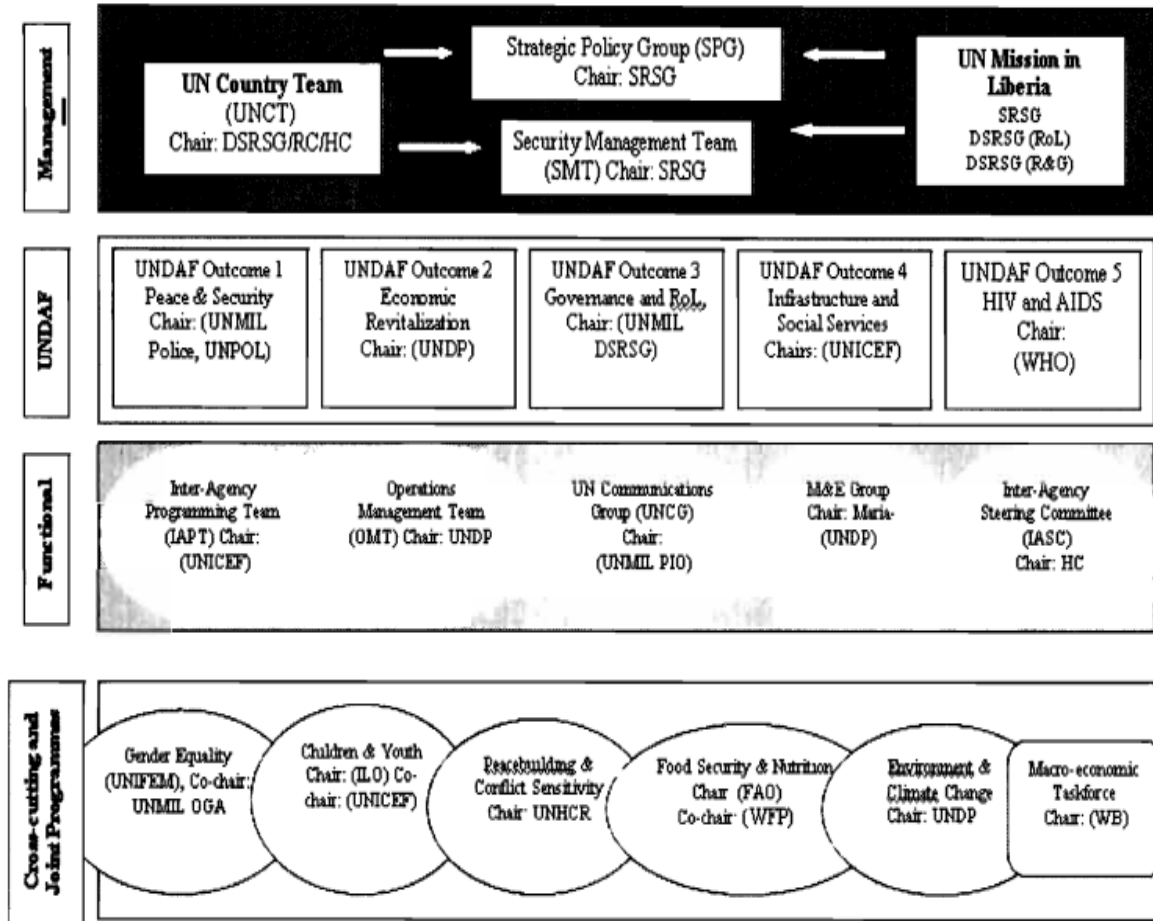 Management
UN Country Team
(UNCT)
Chair: DSRSG/RC/HC
Strategic Policy Group (SPG)
Chair: SRSG
Security Management Team
(SMT) Chair: SRSG
UN Mission in
Liberia
SRSG
DSRSG (RoL)
DSRSG (R&G)
UNDAF
UNDAF Outcome 1
Peace & Security
Chair: (UNMIL
Police, UNPOL)
UNDAF Outcome 2
Economic
Revitalization
Chair: (UNDP)
UNDAF Outcome 3
Governance and RoL,
Chair: (UNMIL
DSRSG)
UNDAF Outcome 4
Infrastructure and
Social Services
Chairs: (UNICEF)
UNDAF Outcome 5
HIV and AIDS
Chair:
(WHO)
Functional
Inter-Agency
Programming Team
(IAPT) Chair:
(UNICEF)
Operations
Management Team
(OMT) Chair: UNDP
UN Communications
Group (UNCG)
Chair:
(UNMIL PIO)
M&E Group
Chair: Maria-
(UNDP)
Inter-Agency
Steering Committee
(IASC)
Chair: HC
Cross-cutting and
Joint Programmes
Gender Equality
(UNIFEM), Co-chair:
UNMIL OGA
Children & Youth
Chair: (ILO) Co-
chair: (UNICEF)
Peacebuilding &
Conflict Sensitivity
Chair: UNHCR
Food Security & Nutrition
Chair (FAO)
Co-chair: (WFP)
Environment &
Climate Change
Chair: UNDP
Macro-economic
Taskforce
Chair: (WB)